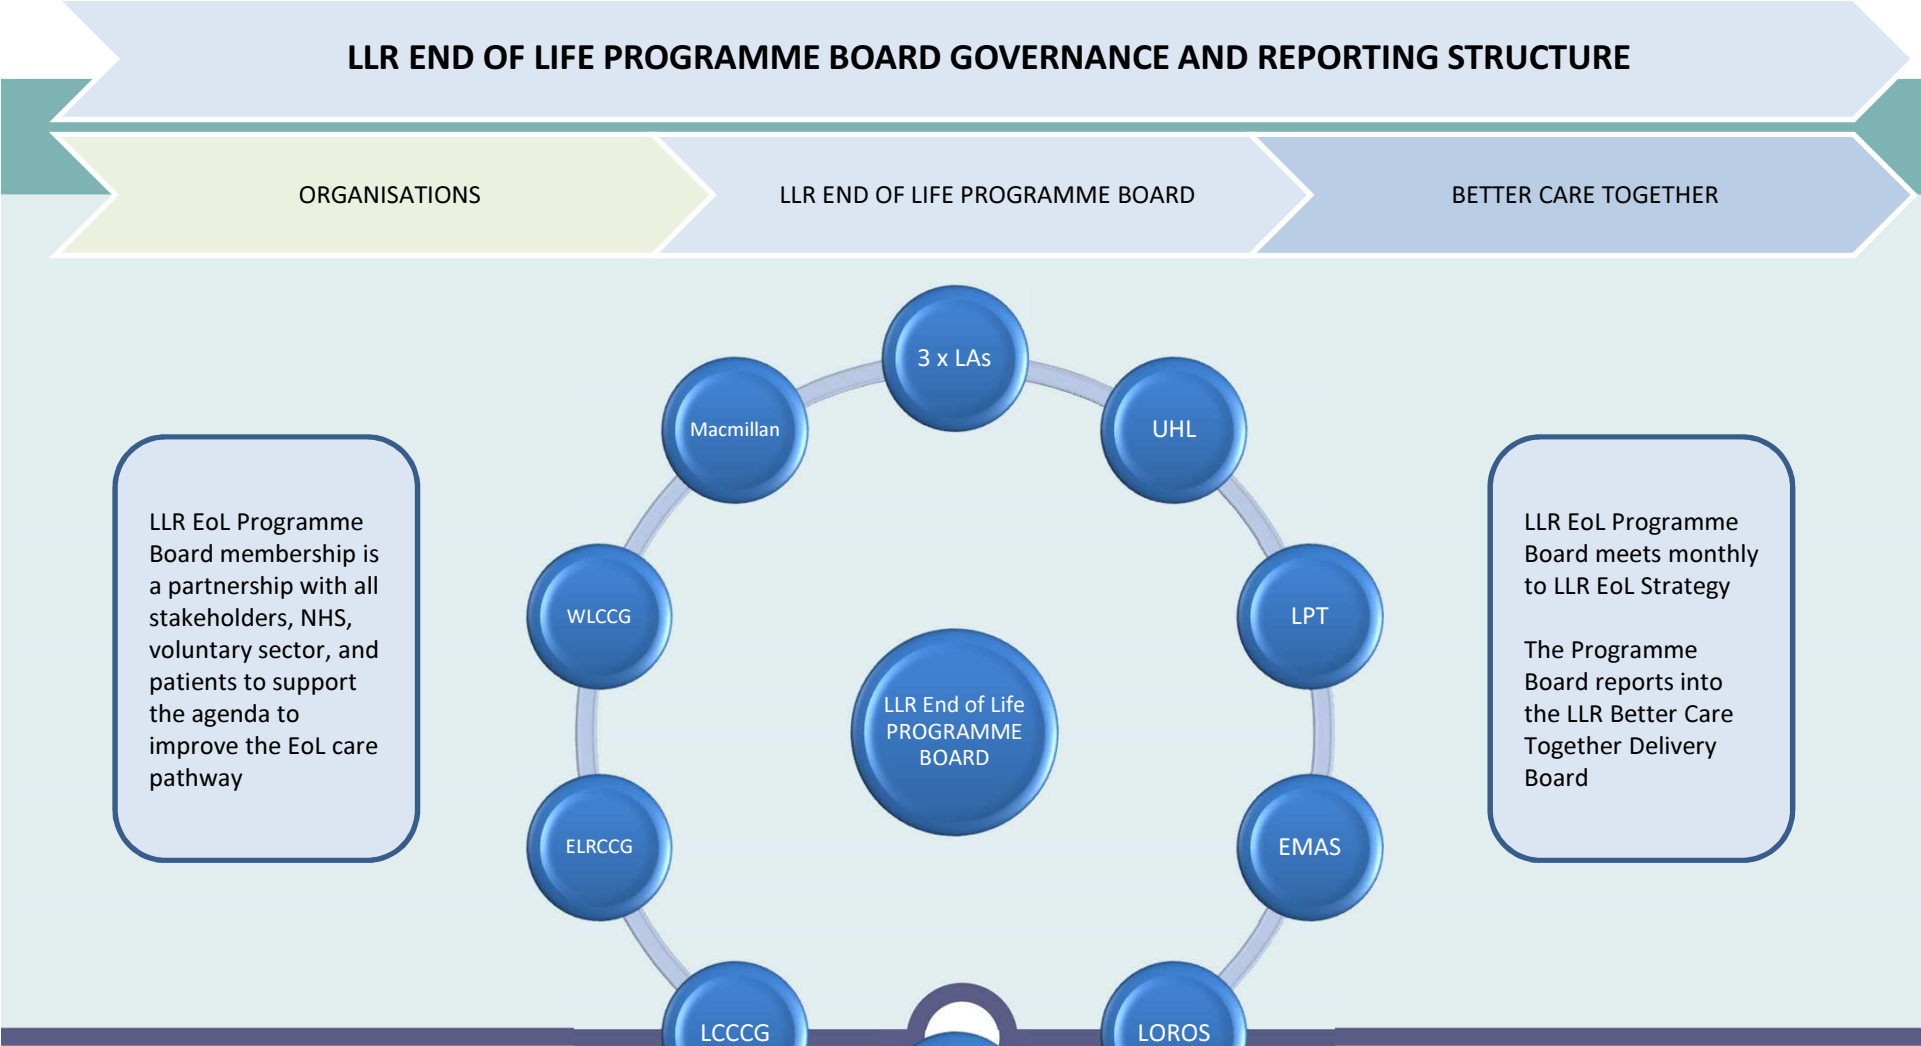 LLR END OF LIFE PROGRAMME BOARD GOVERNANCE AND REPORTING STRUCTURE
ORGANISATIONS
LLR END OF LIFE PROGRAMME BOARD
BETTER CARE TOGETHER
LLR EoL Programme
Board membership is
a partnership with all
stakeholders, NHS,
voluntary sector, and
patients to support
the agenda to
improve the EoL care
pathway
3 x LAs
UHL
LPT
EMAS
LOROS
LCCCG
ELRCCG
WLCCG
Macmillan
LLR End of Life
PROGRAMME
BOARD
LLR EoL Programme
Board meets monthly
to LLR EoL Strategy
The Programme
Board reports into
the LLR Better Care
Together Delivery
Board